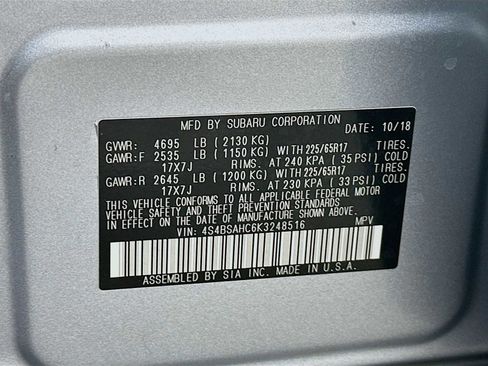 MFD BY SUBARU CORPORATION DATE: 10/18
GVWR: 4695 LB (2130 KG)
GAWR:F 2535 LB (1150 KG) WITH 225/65R17 TIRES.
17X7J RIMS. AT 240 KPA (35 PSI) COLD
GAWR:R 2645 LB (1200 KG) WITH 225/65R17 TIRES.
17X7J RIMS. AT 230 KPA (33 PSI) COLD
THIS VEHICLE CONFORMS TO ALL APPLICABLE FEDERAL MOTOR
VEHICLE SAFETY AND THEFT PREVENTION STANDARDS IN EFFECT ON THE
DATE OF MANUFACTURE SHOWN ABOVE.
VIN: 4S4BSAHC6K3248516 MPV
ASSEMBLED BY SIA INC. MADE IN U.S.A.